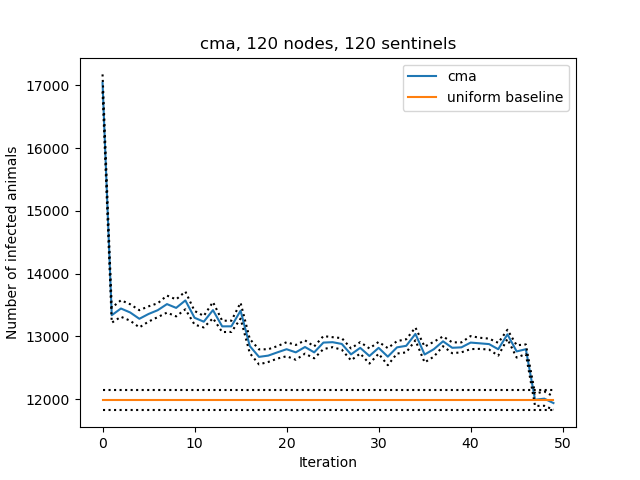 cma, 120 nodes, 120 sentinels
cma
uniform baseline
17000
16000
15000
14000
13000
12000
Number of infected animals
0 10 20 30 40 50
Iteration